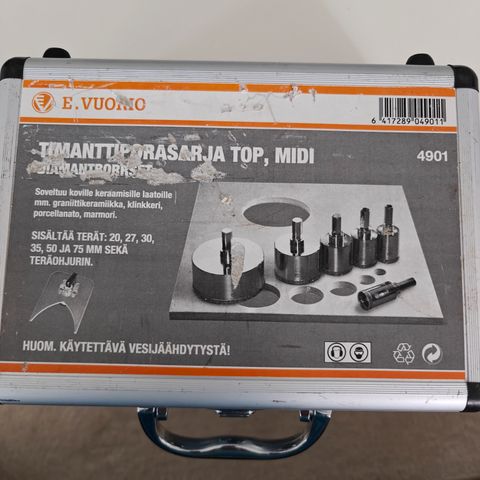 E.VUORIO
6 417289 049011
TIMANTTIPORASARJA TOP, MIDI
4901
DIAMANTBORRSET
Soveltuu koville keraamisille laatoille
mm. graniittikeramiikka, klinkkeri,
porcellanato, marmori.
SISÄLTÄÄ TERÄT: 20, 27, 30,
35, 50 JA 75 MM SEKÄ
TERÄOHJURIN.
HUOM. KÄYTETTÄVÄ VESIJÄÄHDYTYSTÄ!